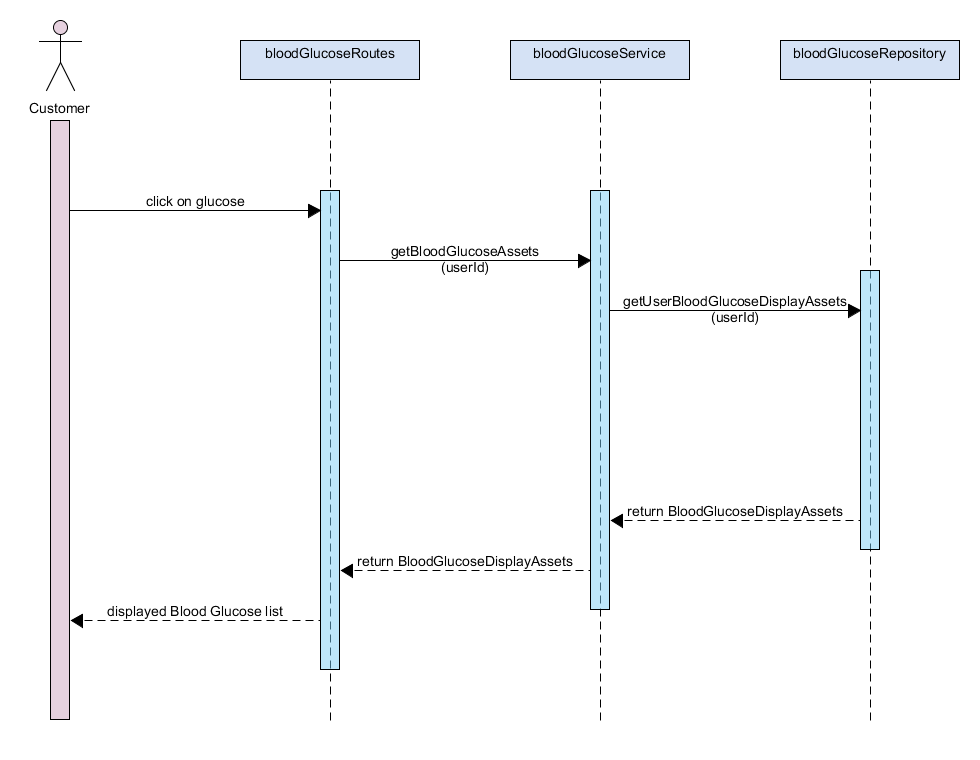 bloodGlucoseRoutes
bloodGlucoseService
bloodGlucoseRepository
Customer
click on glucose
getBloodGlucoseAssets
(userId)
getUserBloodGlucoseDisplayAssets
(userId)
return BloodGlucoseDisplayAssets
return BloodGlucoseDisplayAssets
displayed Blood Glucose list